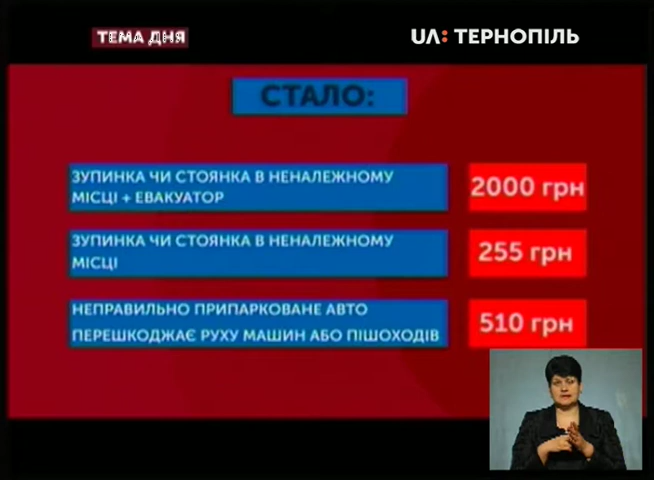 ТЕМА ДНЯ
UA: ТЕРНОПІЛЬ
СТАЛО:
ЗУПИНКА ЧИ СТОЯНКА В НЕНАЛЕЖНОМУ
МІСЦІ + ЕВАКУАТОР
2000 грн
ЗУПИНКА ЧИ СТОЯНКА В НЕНАЛЕЖНОМУ
МІСЦІ
255 грн
НЕПРАВИЛЬНО ПРИПАРКОВАНЕ АВТО
ПЕРЕШКОДЖАЄ РУХУ МАШИН АБО ПІШОХОДІВ
510 грн